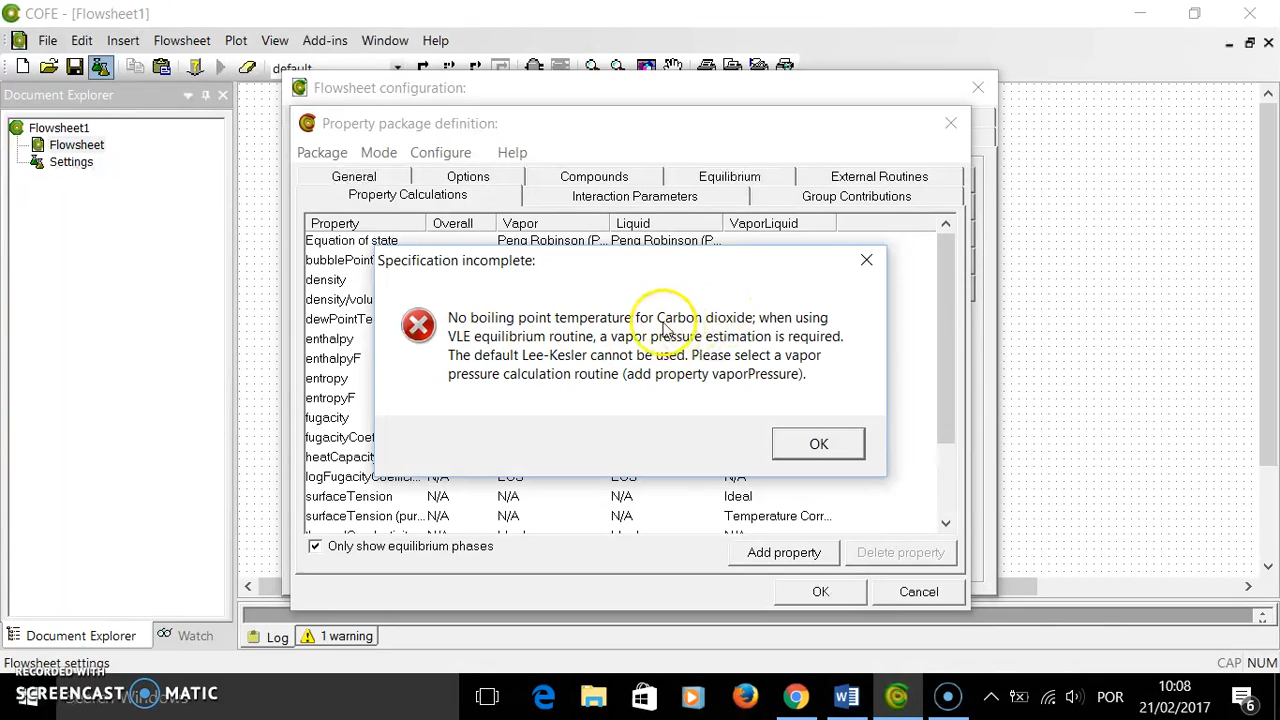 COFE - [Flowsheet1]
File Edit Insert Flowsheet Plot View Add-ins Window Help
default
Document Explorer
Flowsheet1
Flowsheet
Settings
Flowsheet configuration:
Property package definition:
Package Mode Configure Help
General Options Compounds Equilibrium External Routines
Property Calculations Interaction Parameters Group Contributions
Property Overall Vapor Liquid VaporLiquid
Equation of state Peng Robinson (P... Peng Robinson (P...
bubblePoint
density
density/volu
dewPointTe
enthalpy
enthalpyF
entropy
entropyF
fugacity
fugacityCoe
heatCapacity
logFugacityCoeffici... N/A EOS EOS N/A
surfaceTension N/A N/A N/A Ideal
surfaceTension (pur... N/A N/A N/A Temperature Corr...
Specification incomplete:
No boiling point temperature for Carbon dioxide; when using
VLE equilibrium routine, a vapor pressure estimation is required.
The default Lee-Kesler cannot be used. Please select a vapor
pressure calculation routine (add property vaporPressure).
OK
Only show equilibrium phases
Add property Delete property
OK Cancel
Document Explorer Watch
Log 1 warning
Flowsheet settings
CAP NUM
RECORDED WITH
SCREENCAST MATIC
Windows
POR
10:08
21/02/2017
6